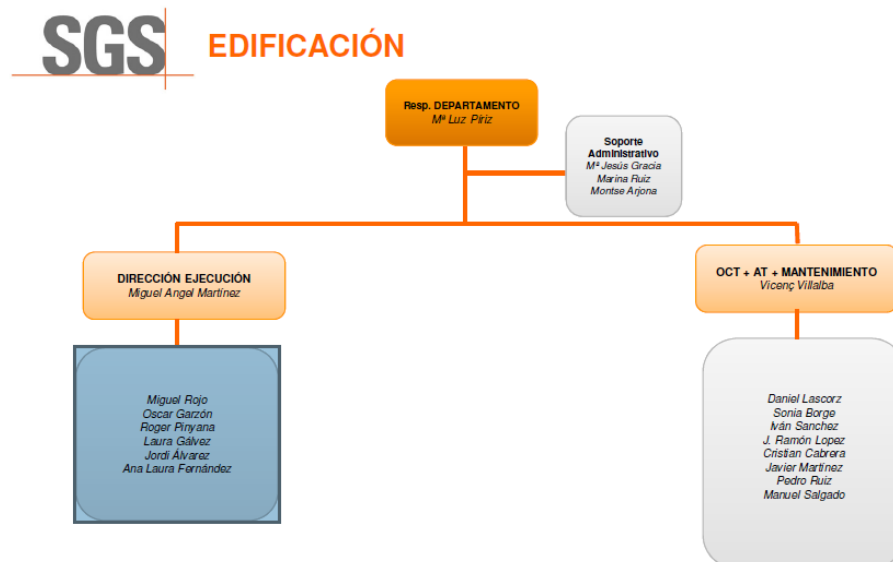 SGS
EDIFICACIÓN
Resp. DEPARTAMENTO
Mª Luz Píriz
Soporte
Administrativo
Mª Jesús Gracia
Marina Ruiz
Montse Arjona
DIRECCIÓN EJECUCIÓN
Miguel Angel Martínez
OCT + AT + MANTENIMIENTO
Vicenç Villalba
Miguel Rojo
Oscar Garzón
Roger Pinyana
Laura Gálvez
Jordi Álvarez
Ana Laura Fernández
Daniel Lascorz
Sonia Borge
Iván Sanchez
J. Ramón Lopez
Cristian Cabrera
Javier Martínez
Pedro Ruiz
Manuel Salgado